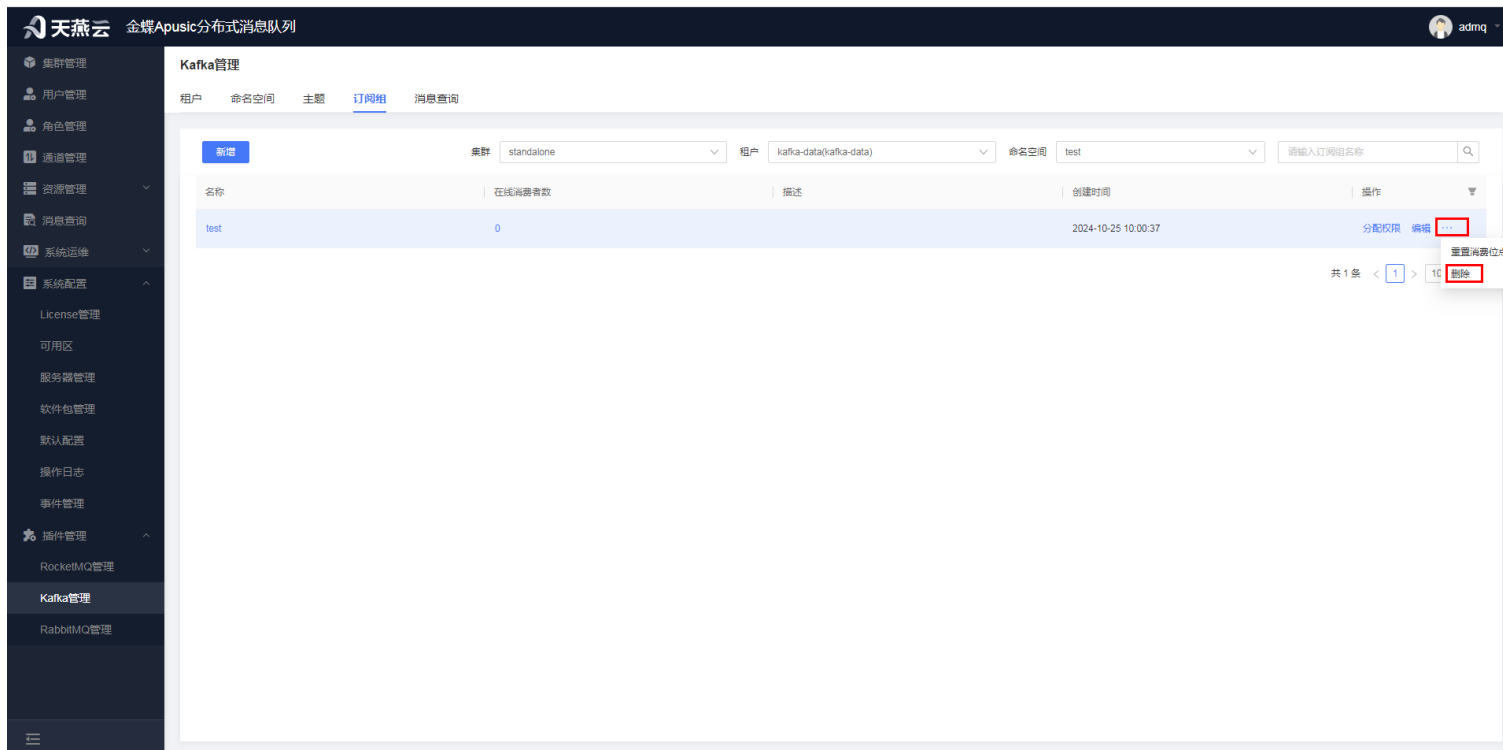 天燕云 金蝶Apusic分布式消息队列
admq
集群管理
用户管理
角色管理
通道管理
资源管理
消息查询
系统运维
系统配置
License管理
可用区
服务器管理
软件包管理
默认配置
操作日志
事件管理
插件管理
RocketMQ管理
Kafka管理
RabbitMQ管理
Kafka管理
租户 命名空间 主题 订阅组 消息查询
新增 集群 standalone 租户 kafka-data(kafka-data) 命名空间 test 请输入订阅组名称
名称 在线消费者数 描述 创建时间 操作
test 0 2024-10-25 10:00:37 分配权限 编辑 ...
重置消费位点
共 1 条 < 1 > 10
删除